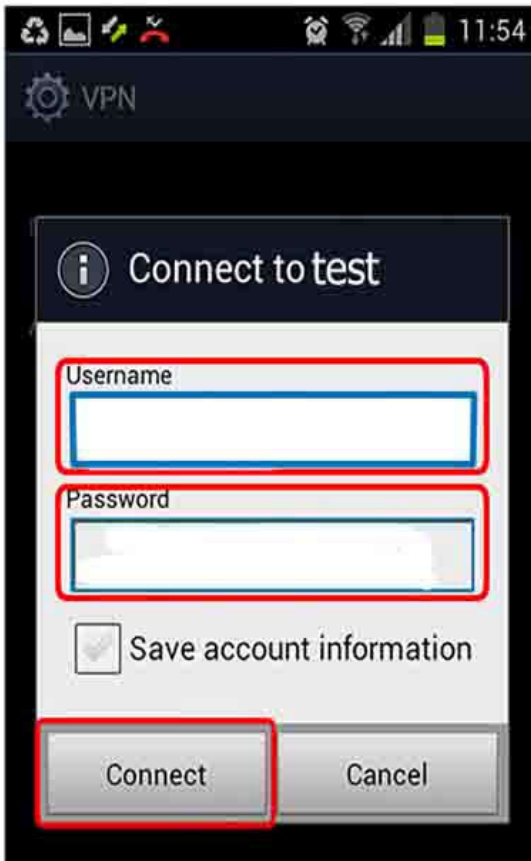 11:54
VPN
Connect to test
Username
Password
Save account information
Connect
Cancel